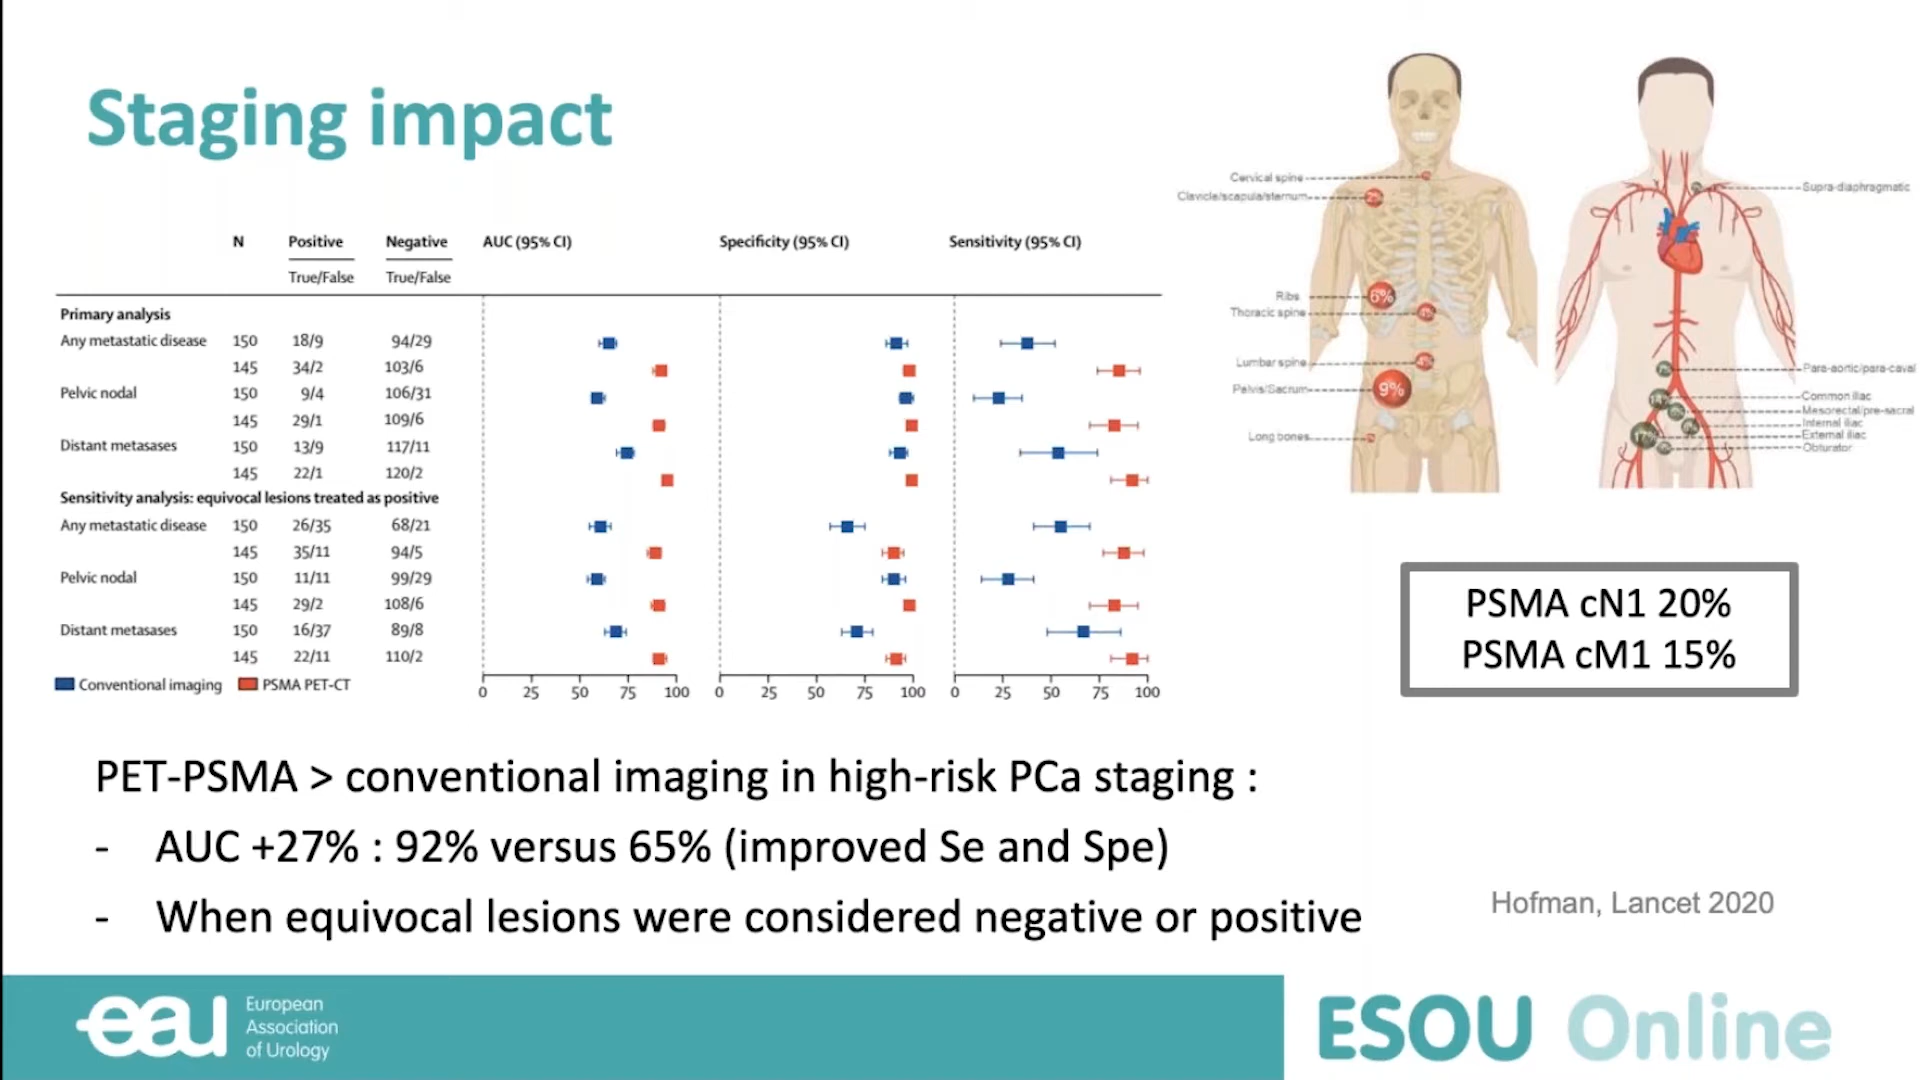 Staging impact
N Positive Negative AUC (95% CI) Specificity (95% CI) Sensitivity (95% CI)
True/False True/False
Primary analysis
Any metastatic disease 150 18/9 94/29
145 34/2 103/6
Pelvic nodal 150 9/4 106/31
145 29/1 109/6
Distant metasases 150 13/9 117/11
145 22/1 120/2
Sensitivity analysis: equivocal lesions treated as positive
Any metastatic disease 150 26/35 68/21
145 35/11 94/5
Pelvic nodal 150 11/11 99/29
145 29/2 108/6
Distant metasases 150 16/37 89/8
145 22/11 110/2
Conventional imaging PSMA PET-CT
0 25 50 75 100 0 25 50 75 100 0 25 50 75 100
Cervical spine
Clavicle/scapula/sternum 2%
Ribs 6%
Thoracic spine
Lumbar spine
Pelvis/Sacrum 9%
Long bones
Supra-diaphragmatic
Para-aortic/para-caval
Common iliac
Mesorectal/pre-sacral
Internal iliac
External iliac
Obturator
17%
PSMA cN1 20%
PSMA cM1 15%
PET-PSMA > conventional imaging in high-risk PCa staging :
- AUC +27% : 92% versus 65% (improved Se and Spe)
- When equivocal lesions were considered negative or positive
Hofman, Lancet 2020
eau
European
Association
of Urology
ESOU Online